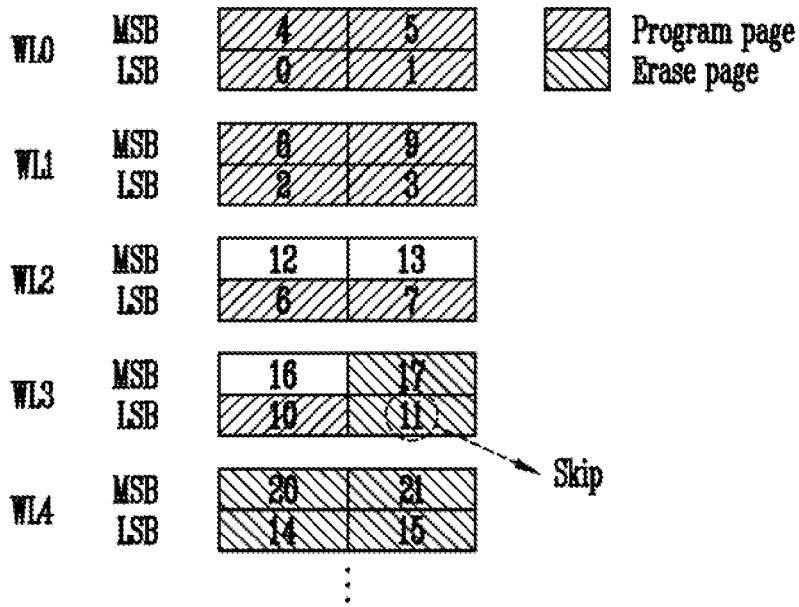 WL0 MSB 4 5
LSB 0 1
Program page
Erase page
WL1 MSB 8 9
LSB 2 3
WL2 MSB 12 13
LSB 6 7
WL3 MSB 16 17
LSB 10 11
Skip
WL4 MSB 20 21
LSB 14 15